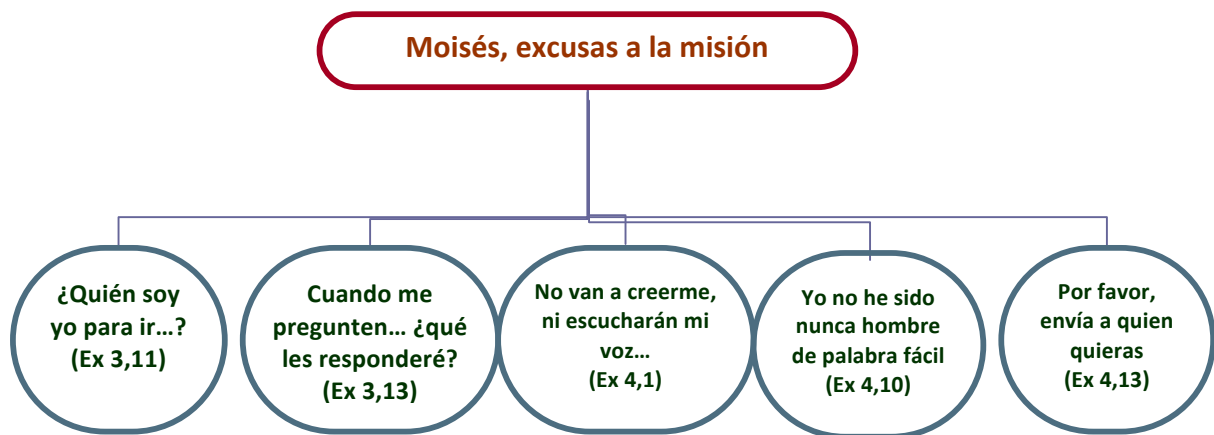 Moisés, excusas a la misión
¿Quién soy
yo para ir…?
(Ex 3,11)
Cuando me
pregunten… ¿qué
les responderé?
(Ex 3,13)
No van a creerme,
ni escucharán mi
voz…
(Ex 4,1)
Yo no he sido
nunca hombre
de palabra fácil
(Ex 4,10)
Por favor,
envía a quien
quieras
(Ex 4,13)